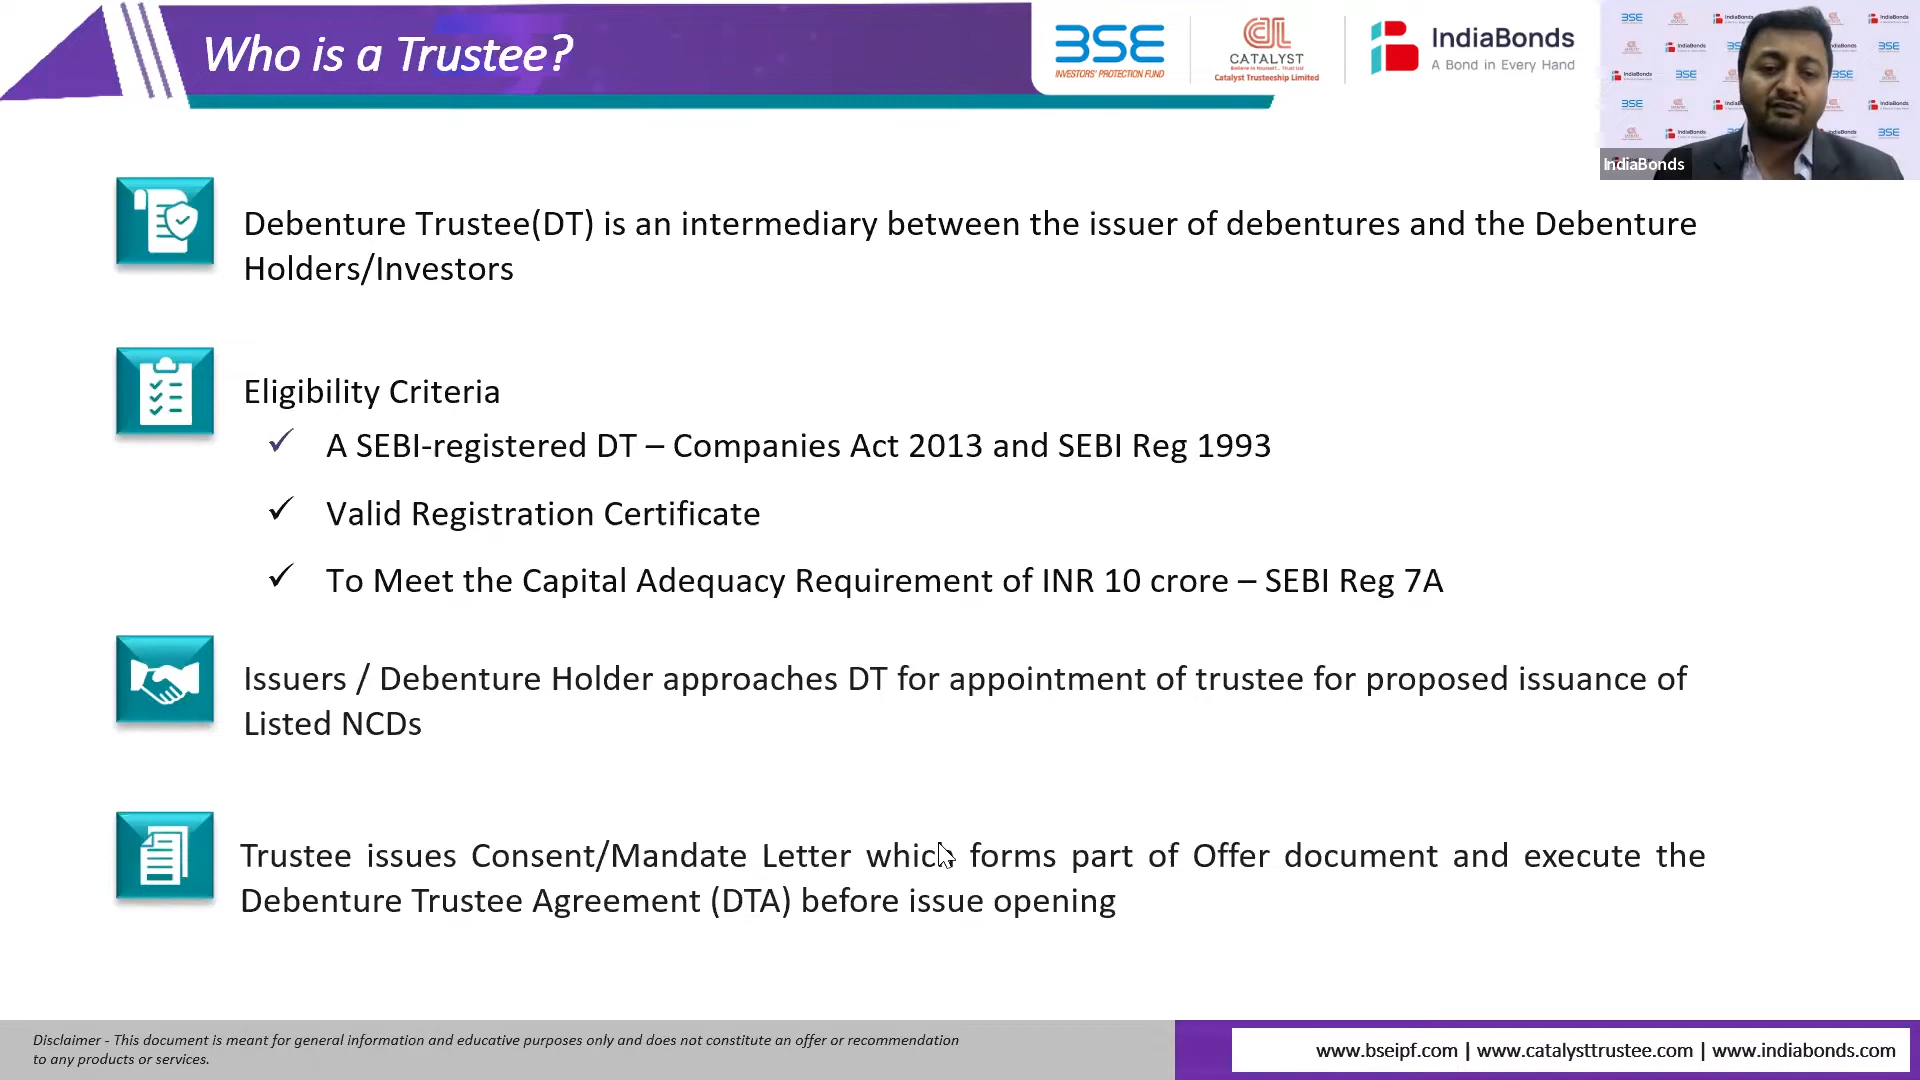 Who is a Trustee?
BSE
INVESTORS' PROTECTION FUND
CATALYST
Believe in Yourself... Trust Us!
Catalyst Trusteeship Limited
IndiaBonds
A Bond in Every Hand
IndiaBonds
Debenture Trustee(DT) is an intermediary between the issuer of debentures and the Debenture
Holders/Investors
Eligibility Criteria
✓ A SEBI-registered DT – Companies Act 2013 and SEBI Reg 1993
✓ Valid Registration Certificate
✓ To Meet the Capital Adequacy Requirement of INR 10 crore – SEBI Reg 7A
Issuers / Debenture Holder approaches DT for appointment of trustee for proposed issuance of
Listed NCDs
Trustee issues Consent/Mandate Letter which forms part of Offer document and execute the
Debenture Trustee Agreement (DTA) before issue opening
Disclaimer - This document is meant for general information and educative purposes only and does not constitute an offer or recommendation
to any products or services.
www.bseipf.com | www.catalysttrustee.com | www.indiabonds.com